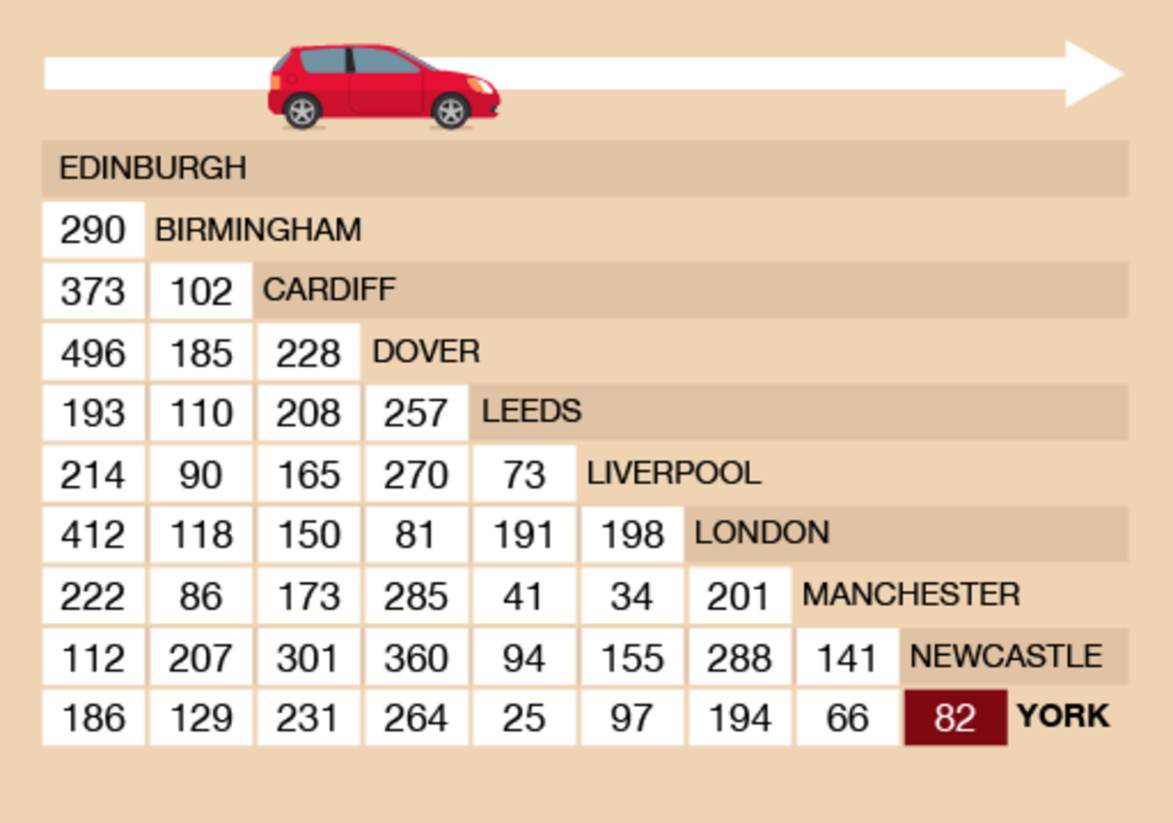 EDINBURGH
290 BIRMINGHAM
373 102 CARDIFF
496 185 228 DOVER
193 110 208 257 LEEDS
214 90 165 270 73 LIVERPOOL
412 118 150 81 191 198 LONDON
222 86 173 285 41 34 201 MANCHESTER
112 207 301 360 94 155 288 141 NEWCASTLE
186 129 231 264 25 97 194 66 82 YORK